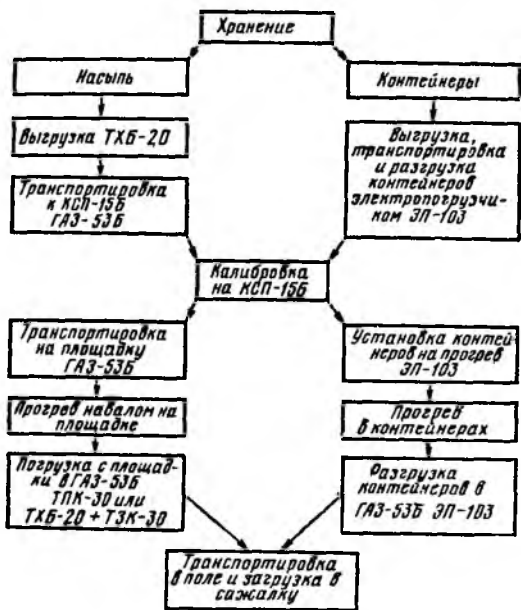 Хранение
Насыпь
Контейнеры
Выгрузка ТХБ-20
Выгрузка,
транспортировка
и разгрузка
контейнеров
электропогрузчи-
ком ЭП-103
Транспортировка
к КСП-15Б
ГАЗ-53Б
Калибровка
на КСП-15Б
Транспортировка
на площадку
ГАЗ-53Б
Установка контей-
неров на прогрев
ЭП-103
Прогрев навалом на
площадке
Прогрев
в контейнерах
Погрузка с площад-
ки в ГАЗ-53Б
ТПК-30 или
ТХБ-20 + ТЗК-30
Разгрузка
контейнеров в
ГАЗ-53Б ЭП-103
Транспортировка
в поле и загрузка в
сажалку